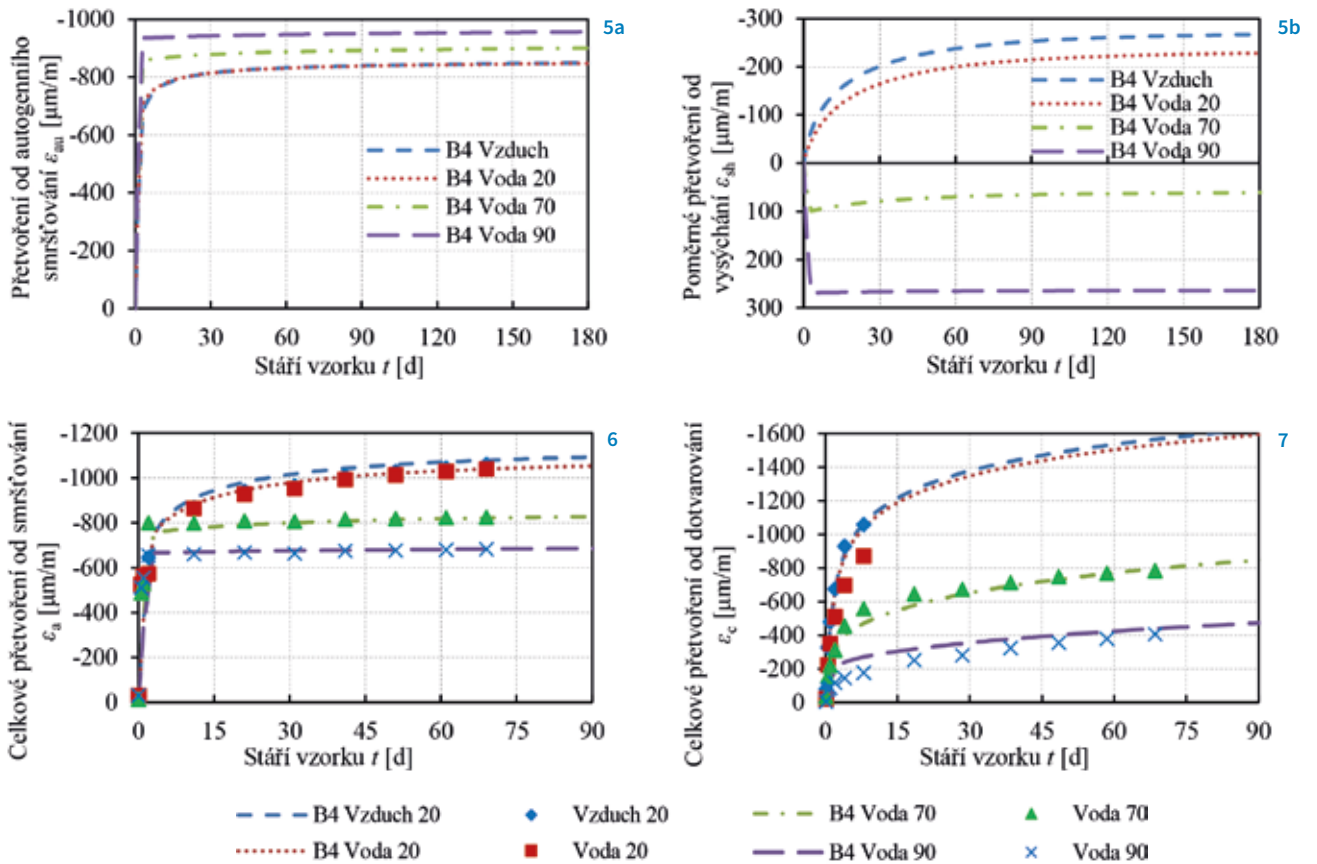 5a
-1000
-800
-600
-400
-200
0
Přetvoření od autogenního
smršťování εau [μm/m]
B4 Vzduch
B4 Voda 20
B4 Voda 70
B4 Voda 90
0 30 60 90 120 150 180
Stáří vzorku t [d]
5b
-300
-200
-100
0
100
200
300
Poměrné přetvoření od
vysýchání εsh [μm/m]
B4 Vzduch
B4 Voda 20
B4 Voda 70
B4 Voda 90
0 30 60 90 120 150 180
Stáří vzorku t [d]
6
-1200
-1000
-800
-600
-400
-200
0
Celkové přetvoření od smršťování
εa [μm/m]
0 15 30 45 60 75 90
Stáří vzorku t [d]
7
-1600
-1400
-1200
-1000
-800
-600
-400
-200
0
Celkové přetvoření od dotvarování
εc [μm/m]
0 15 30 45 60 75 90
Stáří vzorku t [d]
B4 Vzduch 20 Vzduch 20 B4 Voda 70 Voda 70
B4 Voda 20 Voda 20 B4 Voda 90 Voda 90